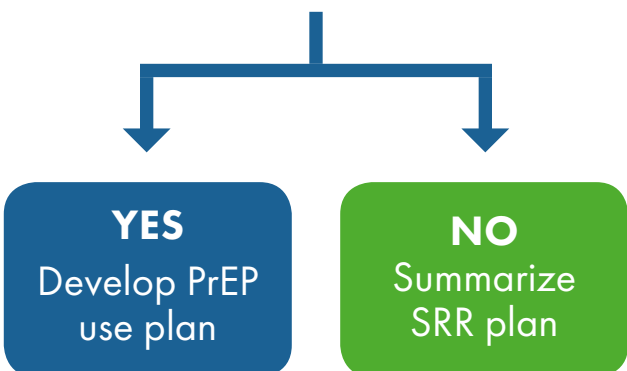 YES
Develop PrEP
use plan
NO
Summarize
SRR plan